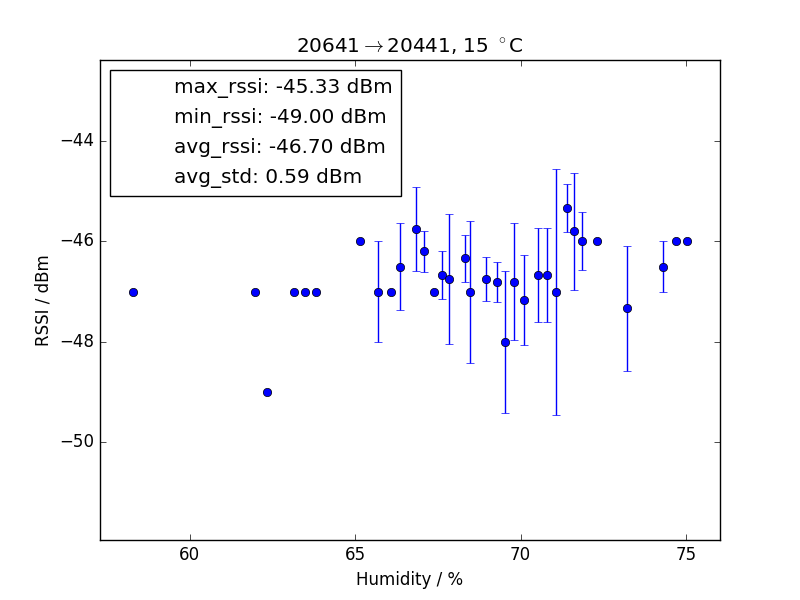 20641→20441, 15 °C
max_rssi: -45.33 dBm
min_rssi: -49.00 dBm
avg_rssi: -46.70 dBm
avg_std: 0.59 dBm
RSSI / dBm
−44
−46
−48
−50
60 65 70 75
Humidity / %